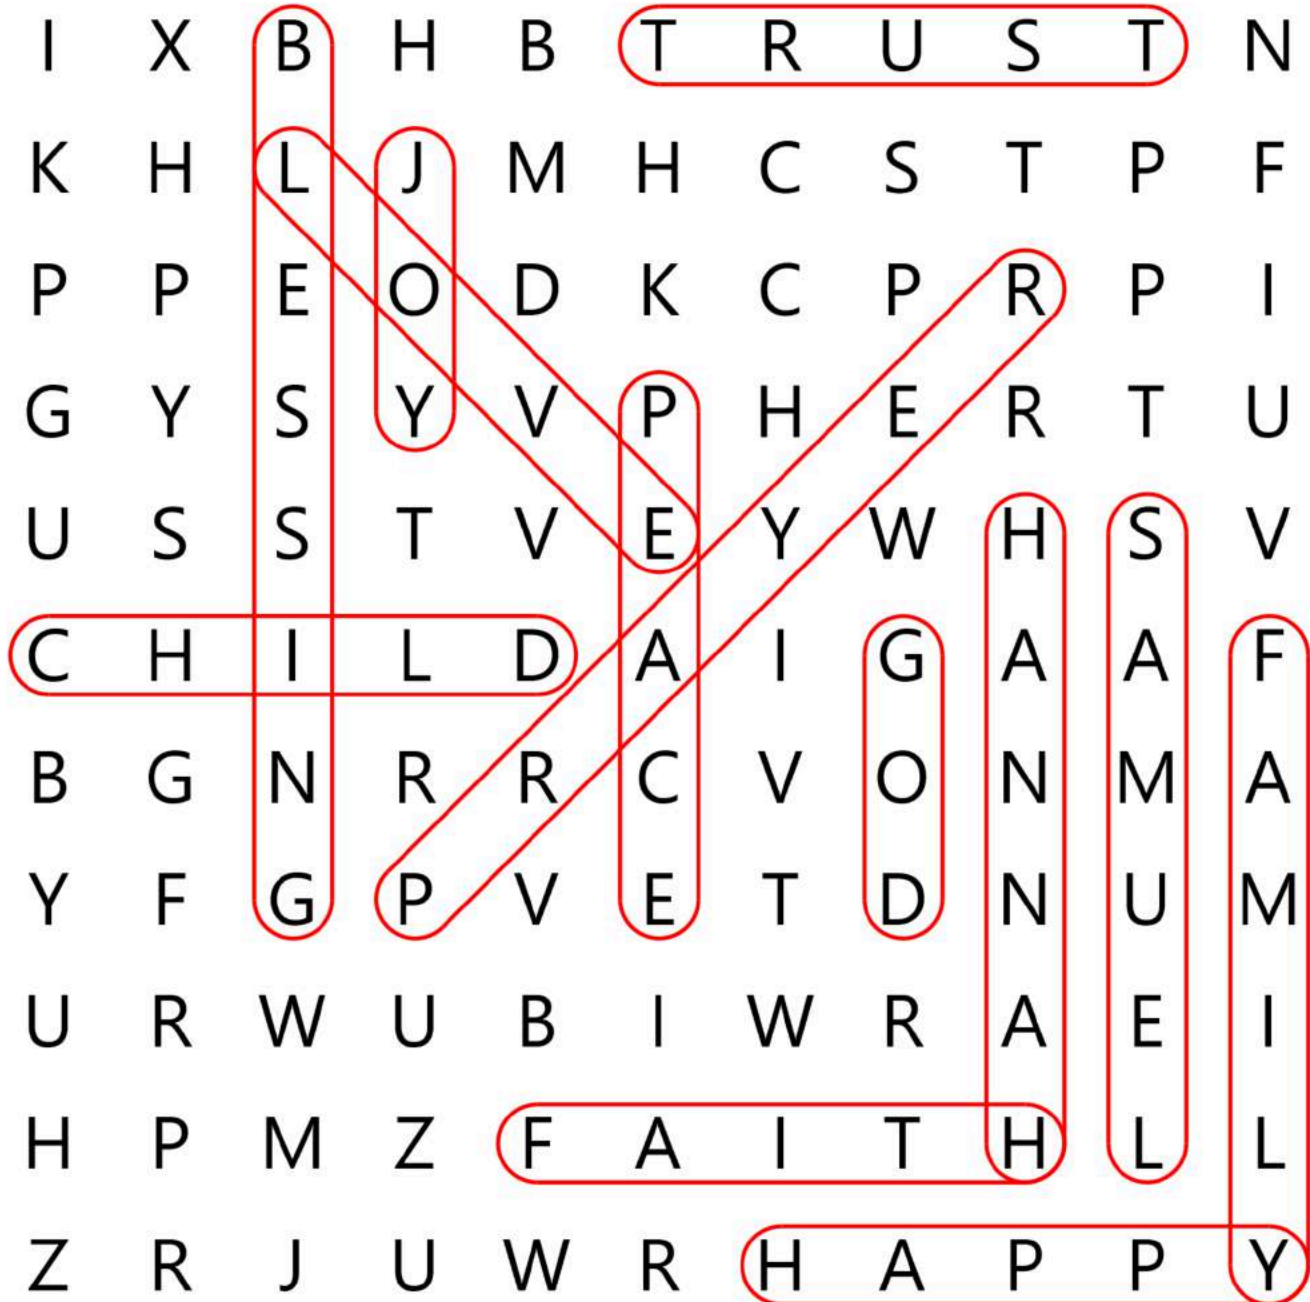 I X B H B T R U S T N
K H L J M H C S T P F
P P E O D K C P R P I
G Y S Y V P H E R T U
U S S T V E Y W H S V
C H I L D A I G A A F
B G N R R C V O N M A
Y F G P V E T D N U M
U R W U B I W R A E I
H P M Z F A I T H L L
Z R J U W R H A P P Y